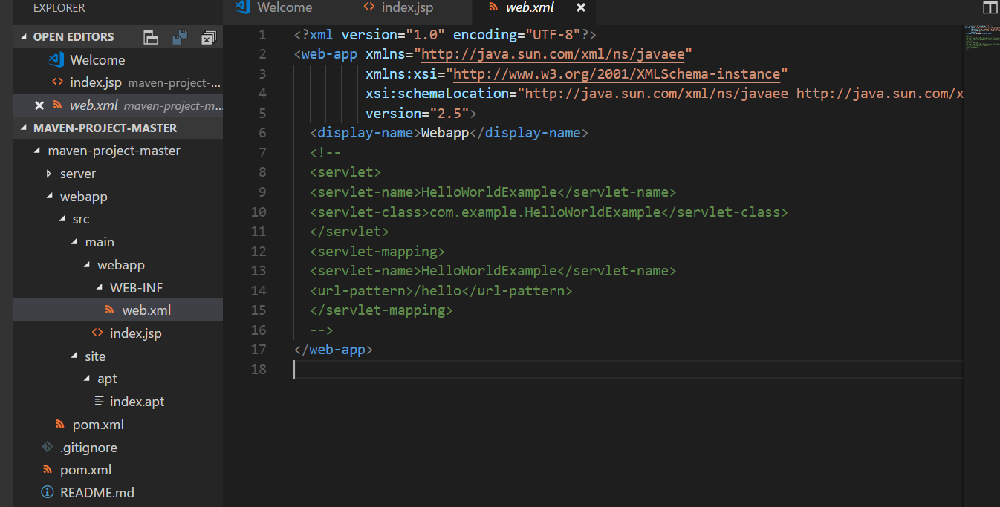 EXPLORER
OPEN EDITORS
Welcome
index.jsp maven-project-...
web.xml maven-project-m...
MAVEN-PROJECT-MASTER
maven-project-master
server
webapp
src
main
webapp
WEB-INF
web.xml
index.jsp
site
apt
index.apt
pom.xml
.gitignore
pom.xml
README.md
Welcome index.jsp web.xml
1 <?xml version="1.0" encoding="UTF-8"?>
2 <web-app xmlns="http://java.sun.com/xml/ns/javaee"
3 xmlns:xsi="http://www.w3.org/2001/XMLSchema-instance"
4 xsi:schemaLocation="http://java.sun.com/xml/ns/javaee http://java.sun.com/x
5 version="2.5">
6 <display-name>Webapp</display-name>
7 <!--
8 <servlet>
9 <servlet-name>HelloWorldExample</servlet-name>
10 <servlet-class>com.example.HelloWorldExample</servlet-class>
11 </servlet>
12 <servlet-mapping>
13 <servlet-name>HelloWorldExample</servlet-name>
14 <url-pattern>/hello</url-pattern>
15 </servlet-mapping>
16 -->
17 </web-app>
18